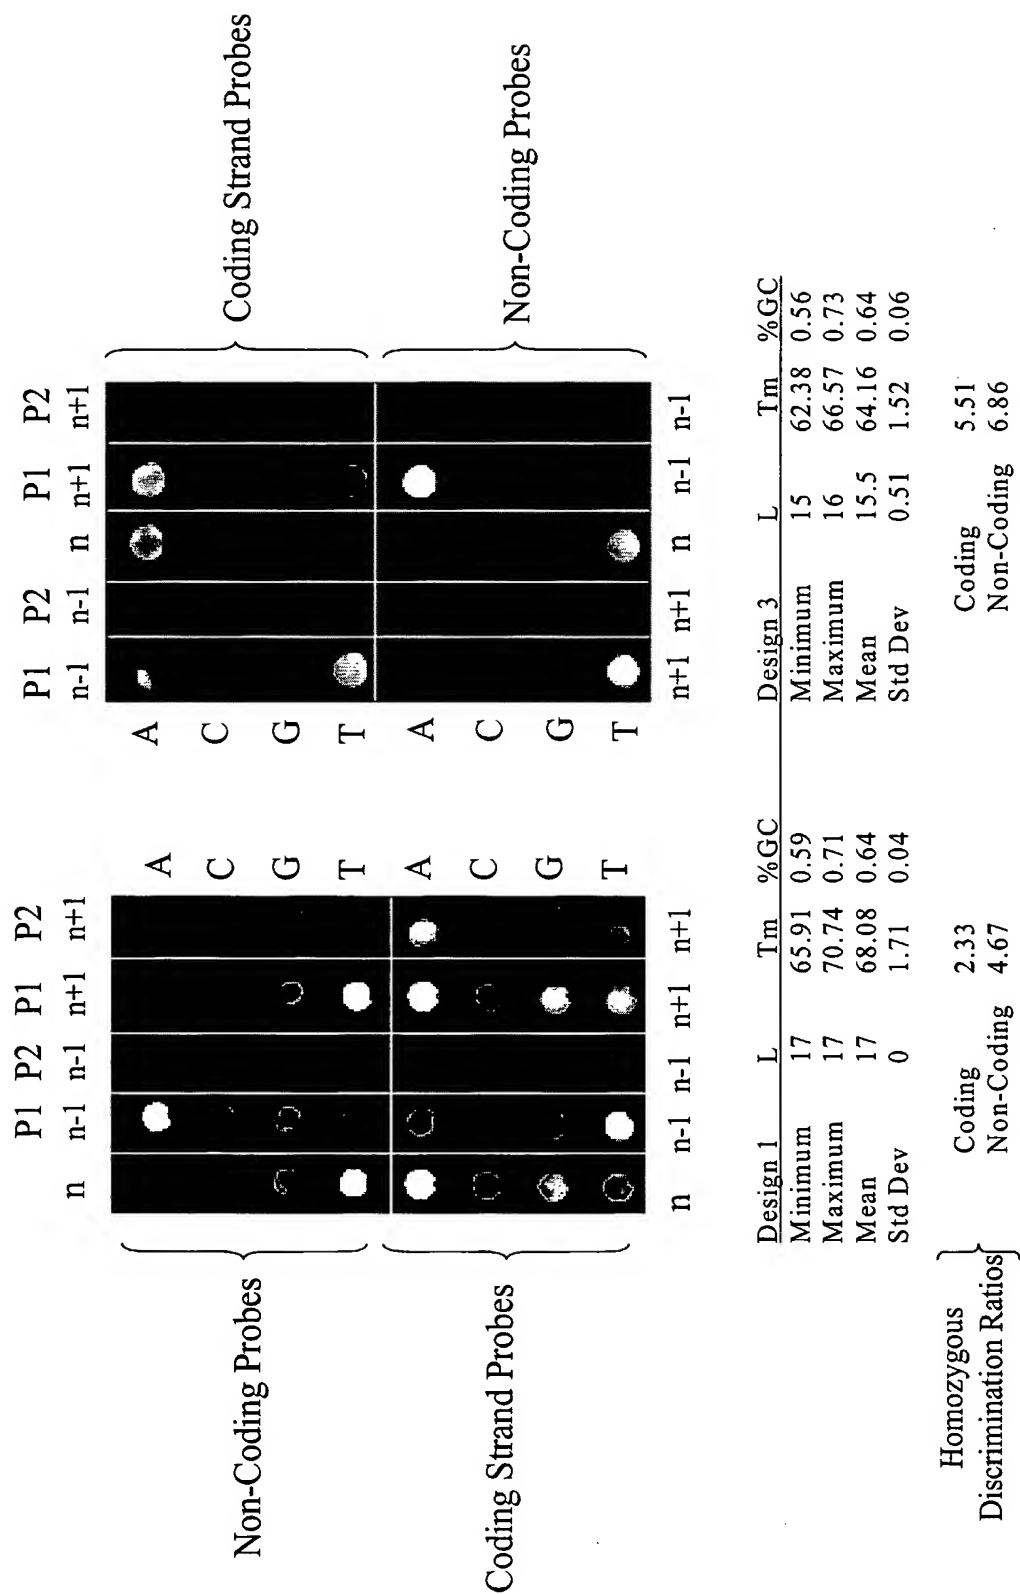 P1 P2 P1 P2
n n-1 n-1 n+1 n+1
Non-Coding Probes
A
C
G
T
Coding Strand Probes
A
C
G
T
n n-1 n-1 n+1 n+1
P1 P2 P1 P2
n-1 n-1 n n+1 n+1
A
C
G
T
Coding Strand Probes
A
C
G
T
Non-Coding Probes
n+1 n+1 n n-1 n-1
Design 1 L Tm %GC
Minimum 17 65.91 0.59
Maximum 17 70.74 0.71
Mean 17 68.08 0.64
Std Dev 0 1.71 0.04
Design 3 L Tm %GC
Minimum 15 62.38 0.56
Maximum 16 66.57 0.73
Mean 15.5 64.16 0.64
Std Dev 0.51 1.52 0.06
Homozygous
Discrimination Ratios
Coding 2.33
Non-Coding 4.67
Coding 5.51
Non-Coding 6.86